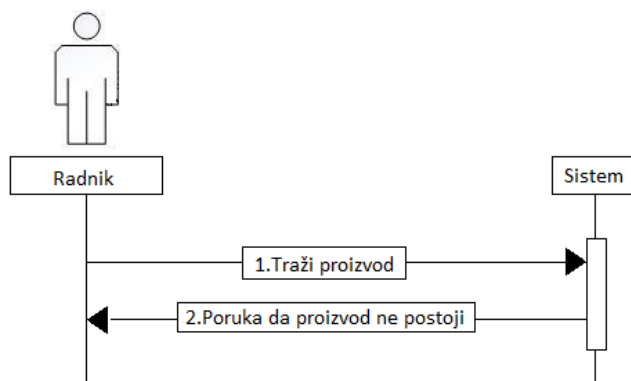 Radnik
Sistem
1.Traži proizvod
2.Poruka da proizvod ne postoji